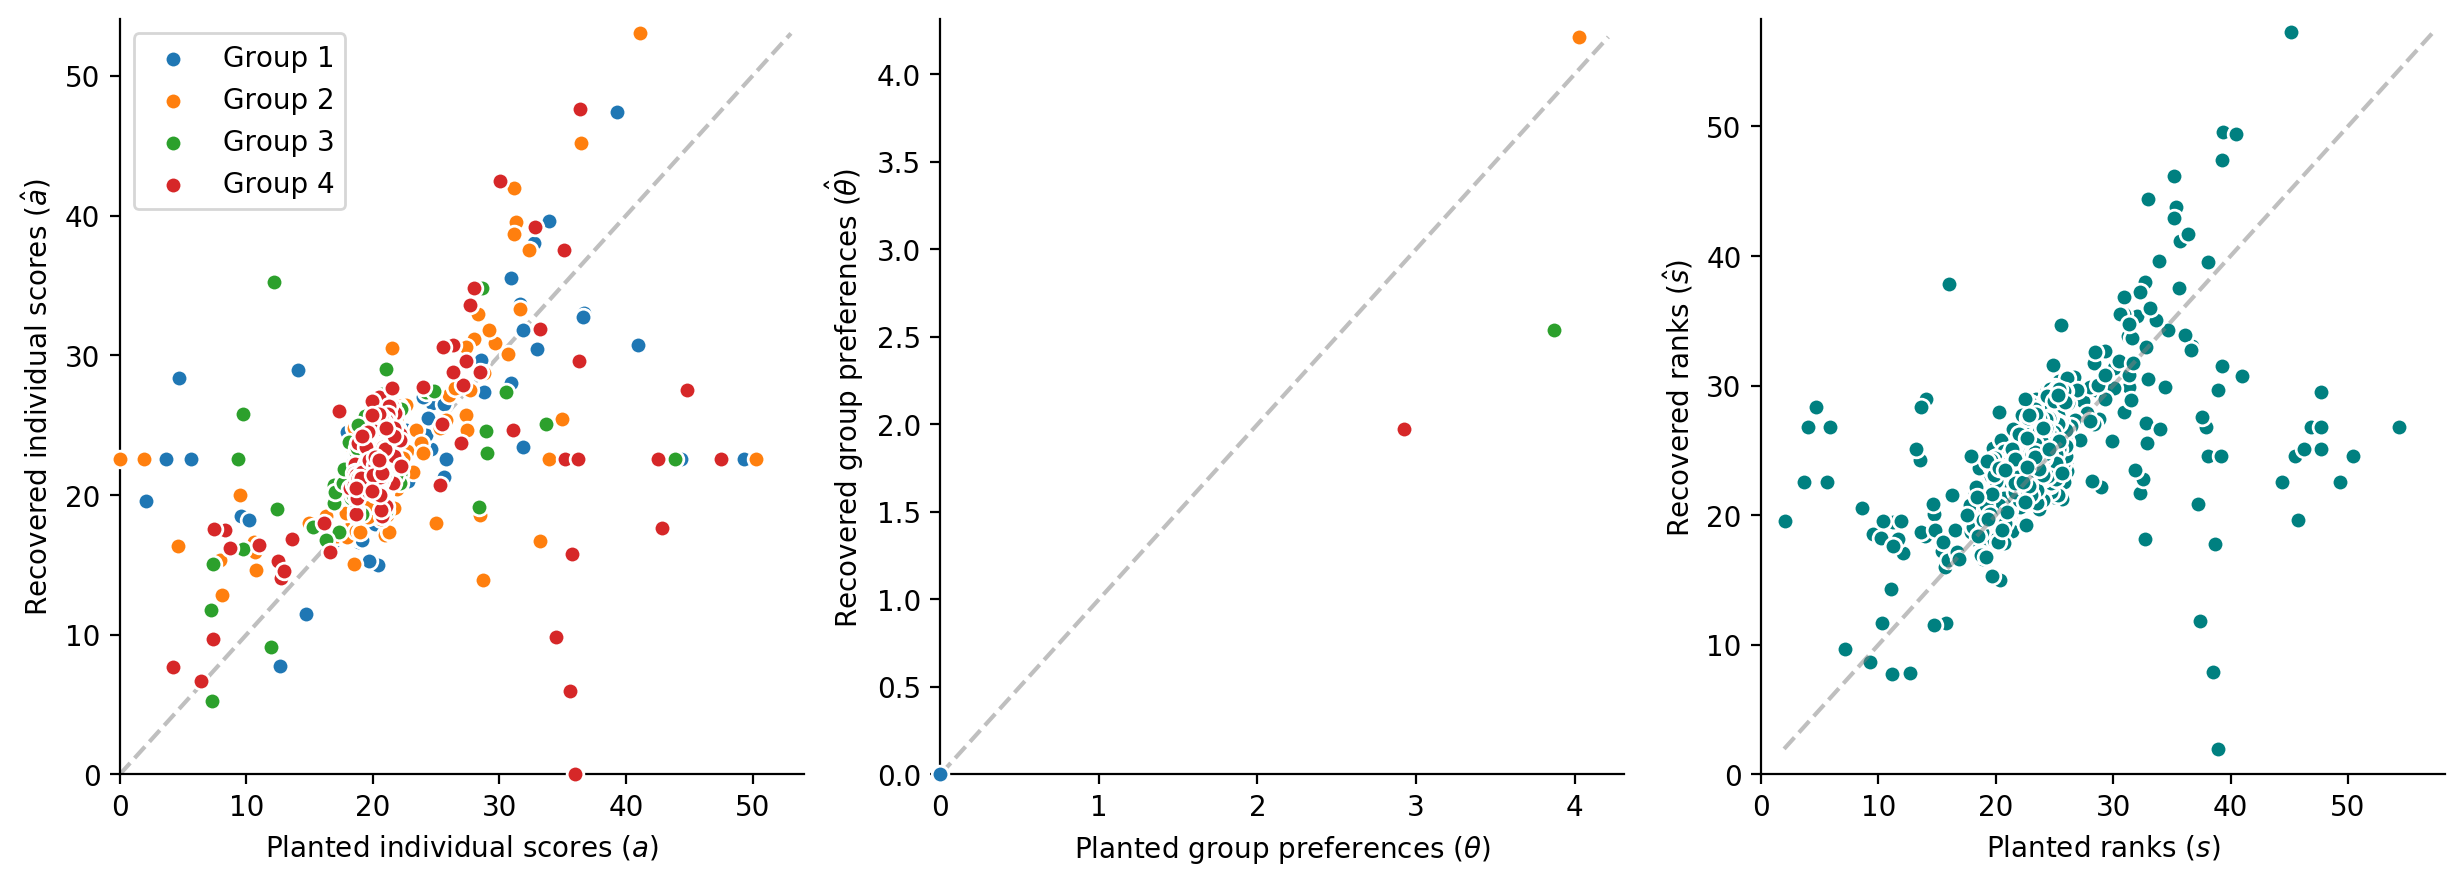 Group 1
Group 2
Group 3
Group 4
50
40
30
20
10
0
0 10 20 30 40 50
Recovered individual scores (â)
Planted individual scores (a)
4.0
3.5
3.0
2.5
2.0
1.5
1.0
0.5
0.0
0 1 2 3 4
Recovered group preferences (θ̂)
Planted group preferences (θ)
50
40
30
20
10
0
0 10 20 30 40 50
Recovered ranks (ŝ)
Planted ranks (s)